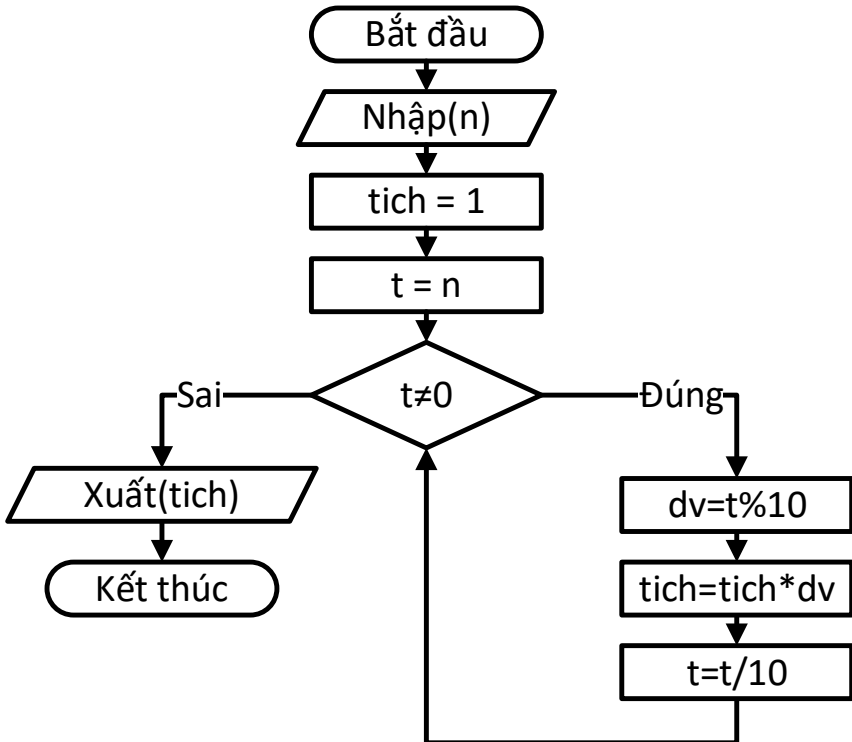 Bắt đầu
Nhập(n)
tich = 1
t = n
t≠0
Sai
Đúng
Xuất(tich)
Kết thúc
dv=t%10
tich=tich*dv
t=t/10